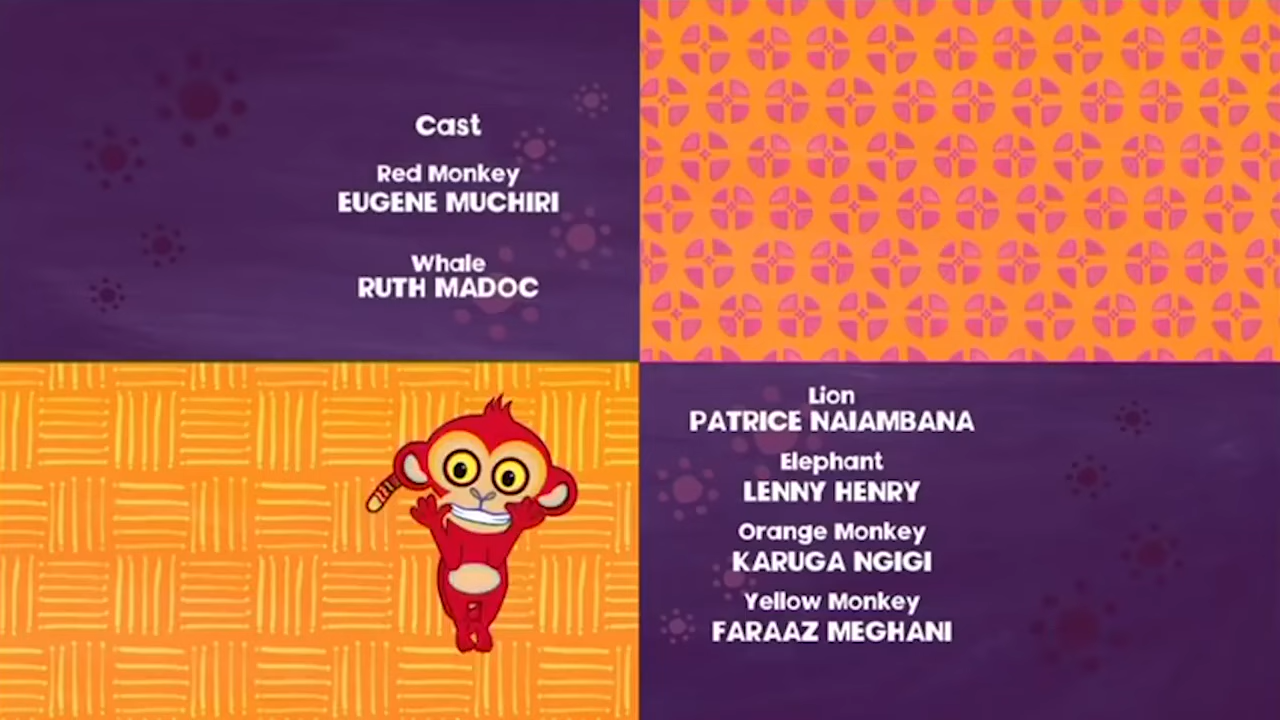 Cast
Red Monkey
EUGENE MUCHIRI
Whale
RUTH MADOC
Lion
PATRICE NAIAMBANA
Elephant
LENNY HENRY
Orange Monkey
KARUGA NGIGI
Yellow Monkey
FARAAZ MEGHANI